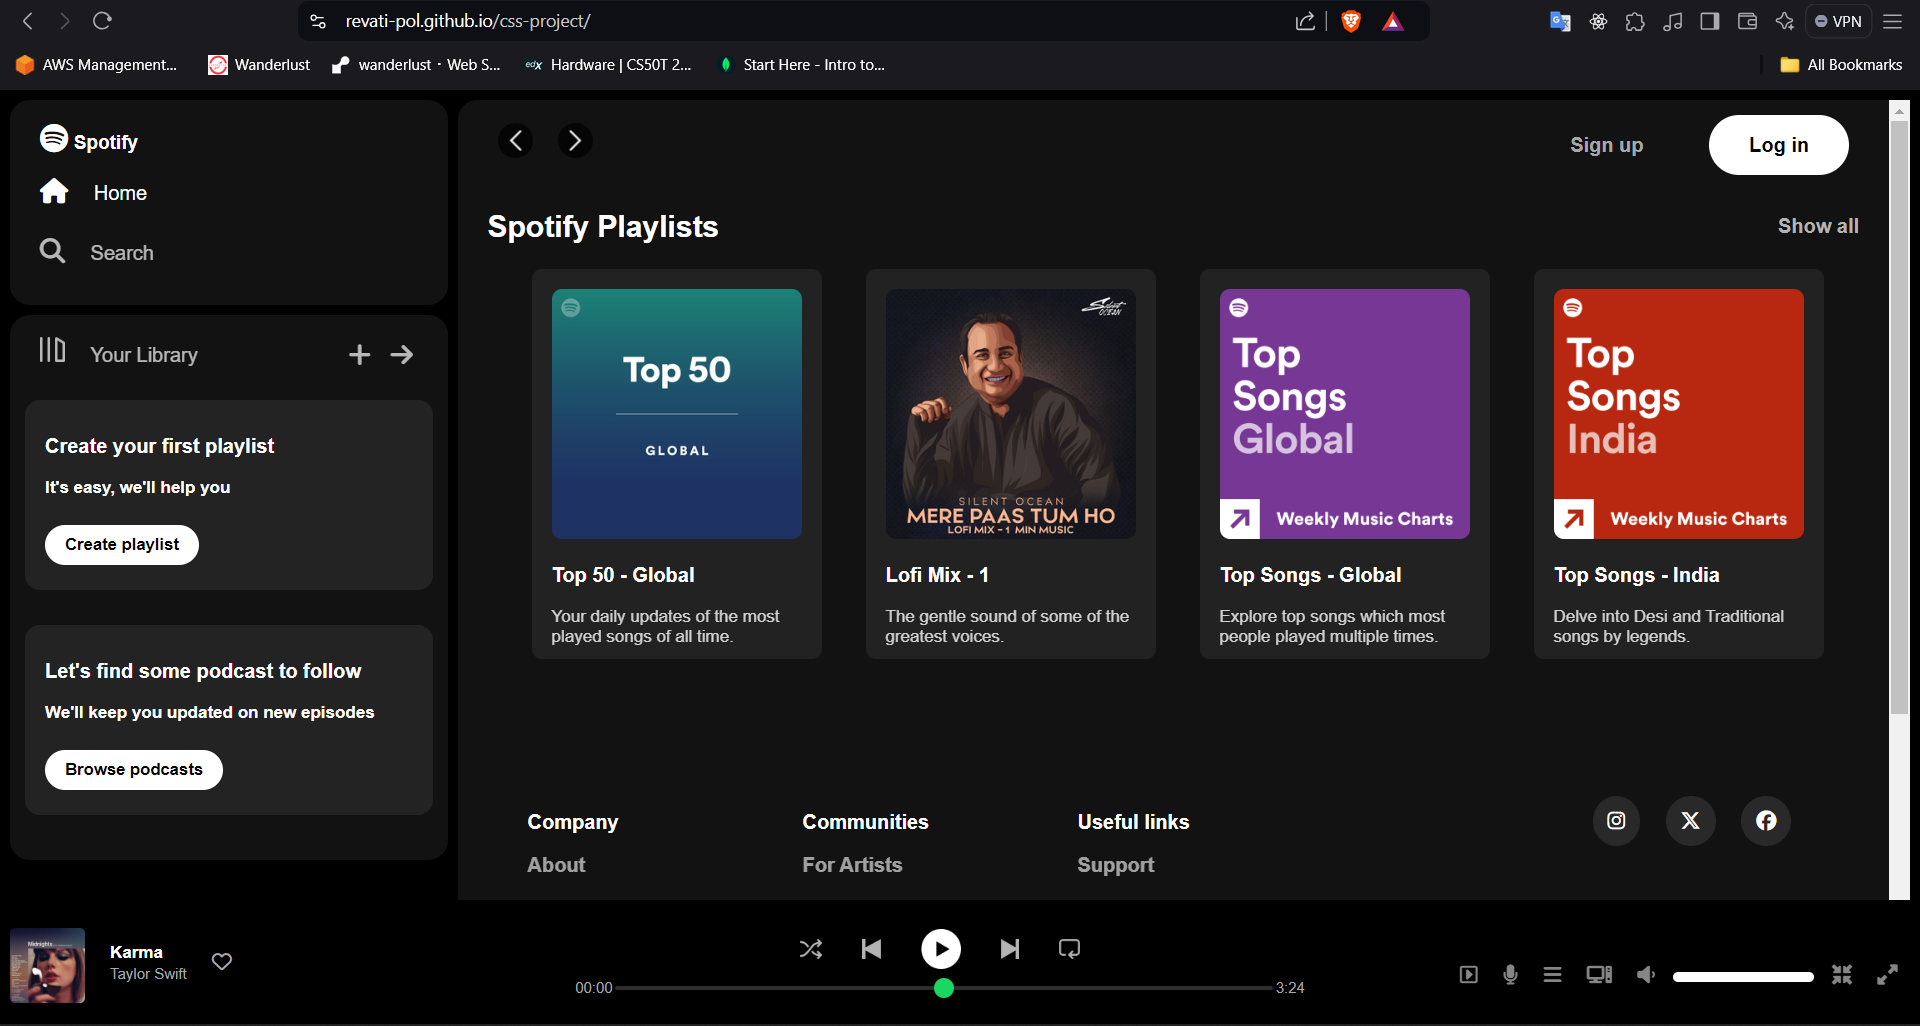 revati-pol.github.io/css-project/
VPN
AWS Management...
Wanderlust
wanderlust · Web S...
edx
Hardware | CS50T 2...
Start Here - Intro to...
All Bookmarks
Spotify
Home
Search
Your Library
Create your first playlist
It's easy, we'll help you
Create playlist
Let's find some podcast to follow
We'll keep you updated on new episodes
Browse podcasts
Sign up
Log in
Spotify Playlists
Show all
Top 50
GLOBAL
Top 50 - Global
Your daily updates of the most
played songs of all time.
Silent
OCEAN
SILENT OCEAN
MERE PAAS TUM HO
LOFI MIX - 1 MIN MUSIC
Lofi Mix - 1
The gentle sound of some of the
greatest voices.
Top
Songs
Global
Weekly Music Charts
Top Songs - Global
Explore top songs which most
people played multiple times.
Top
Songs
India
Weekly Music Charts
Top Songs - India
Delve into Desi and Traditional
songs by legends.
Company
Communities
Useful links
About
For Artists
Support
Midnights
Karma
Taylor Swift
00:00
3:24